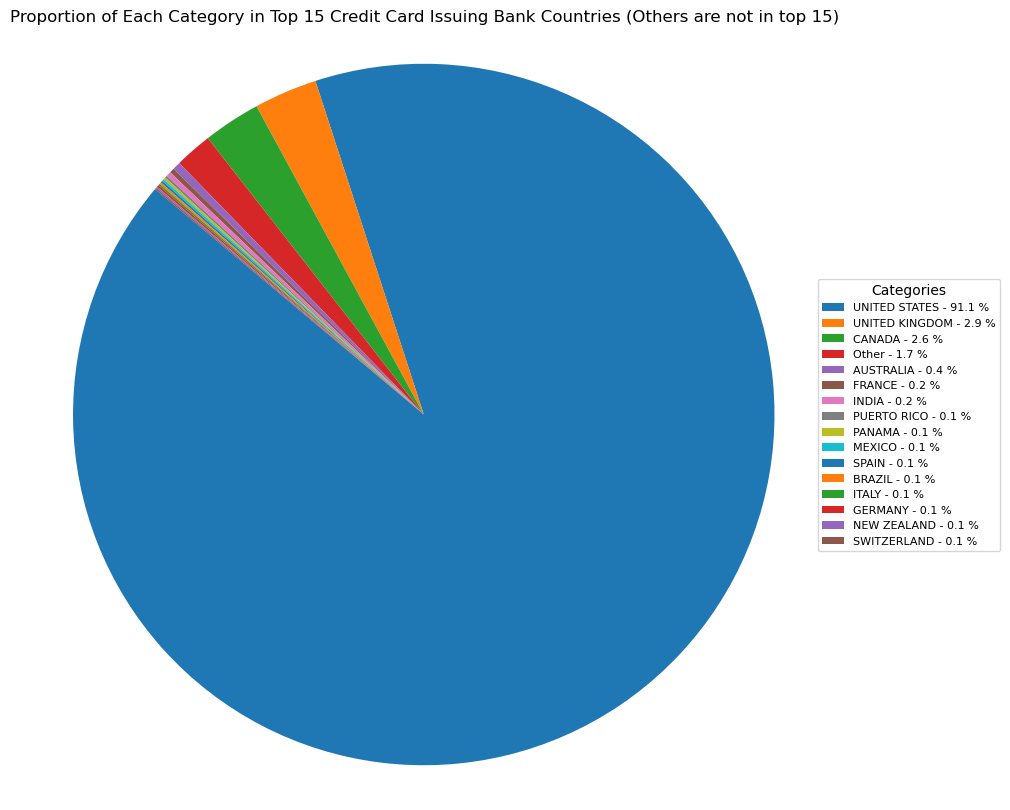 Proportion of Each Category in Top 15 Credit Card Issuing Bank Countries (Others are not in top 15)
Categories
UNITED STATES - 91.1 %
UNITED KINGDOM - 2.9 %
CANADA - 2.6 %
Other - 1.7 %
AUSTRALIA - 0.4 %
FRANCE - 0.2 %
INDIA - 0.2 %
PUERTO RICO - 0.1 %
PANAMA - 0.1 %
MEXICO - 0.1 %
SPAIN - 0.1 %
BRAZIL - 0.1 %
ITALY - 0.1 %
GERMANY - 0.1 %
NEW ZEALAND - 0.1 %
SWITZERLAND - 0.1 %